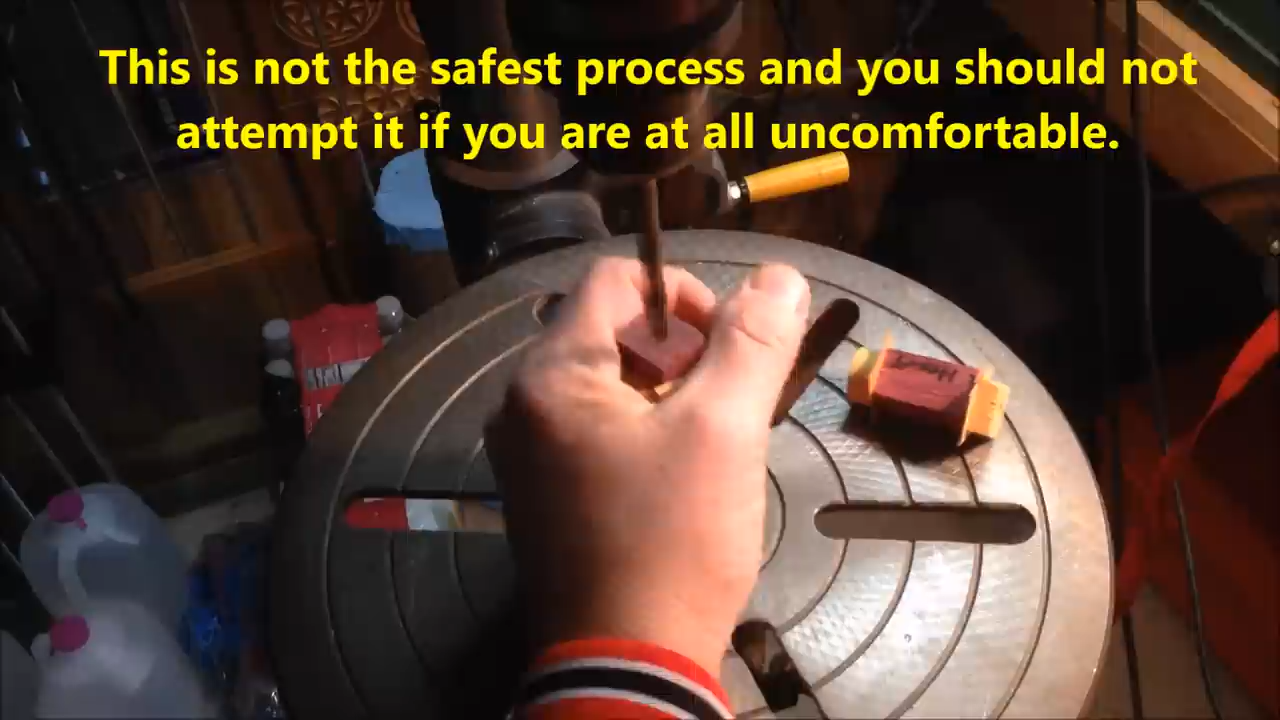 This is not the safest process and you should not
attempt it if you are at all uncomfortable.